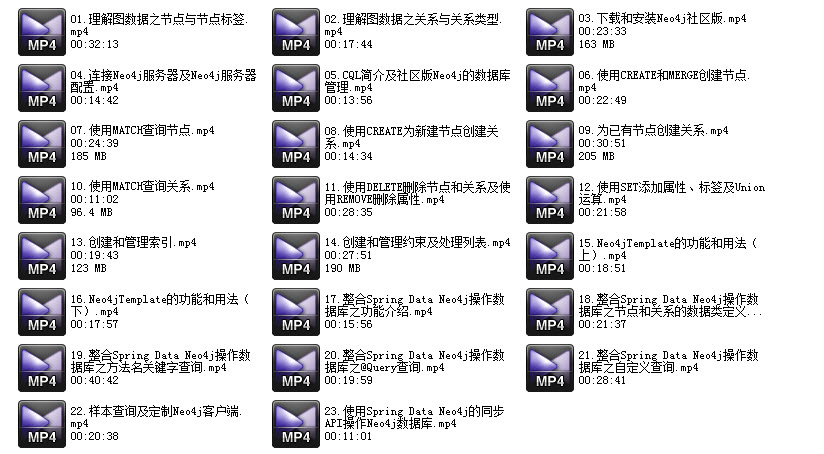 01. 理解图数据之节点与节点标签.
mp4
00:32:13
MP4
02. 理解图数据之关系与关系类型.
mp4
00:17:44
MP4
03. 下载和安装Neo4j社区版.mp4
00:23:33
163 MB
MP4
04. 连接Neo4j服务器及Neo4j服务器
配置.mp4
00:14:42
MP4
05. CQL简介及社区版Neo4j的数据库
管理.mp4
00:13:56
MP4
06. 使用CREATE和MERGE创建节点.
mp4
00:22:49
MP4
07. 使用MATCH查询节点.mp4
00:24:39
185 MB
MP4
08. 使用CREATE为新建节点创建关
系.mp4
00:14:34
MP4
09. 为已有节点创建关系.mp4
00:30:51
205 MB
MP4
10. 使用MATCH查询关系.mp4
00:11:02
96.4 MB
MP4
11. 使用DELETE删除节点和关系及使
用REMOVE删除属性.mp4
00:28:35
MP4
12. 使用SET添加属性、标签及Union
运算.mp4
00:21:58
MP4
13. 创建和管理索引.mp4
00:19:43
123 MB
MP4
14. 创建和管理约束及处理列表.mp4
00:27:51
190 MB
MP4
15. Neo4jTemplate的功能和用法（
上）.mp4
00:18:51
MP4
16. Neo4jTemplate的功能和用法（
下）.mp4
00:17:57
MP4
17. 整合Spring Data Neo4j操作数
据库之功能介绍.mp4
00:15:56
MP4
18. 整合Spring Data Neo4j操作数
据库之节点和关系的数据类定义...
00:21:37
MP4
19. 整合Spring Data Neo4j操作数
据库之方法名关键字查询.mp4
00:40:42
MP4
20. 整合Spring Data Neo4j操作数
据库之@Query查询.mp4
00:19:59
MP4
21. 整合Spring Data Neo4j操作数
据库之自定义查询.mp4
00:28:41
MP4
22. 样本查询及定制Neo4j客户端.
mp4
00:20:38
MP4
23. 使用Spring Data Neo4j的同步
API操作Neo4j数据库.mp4
00:11:01
MP4